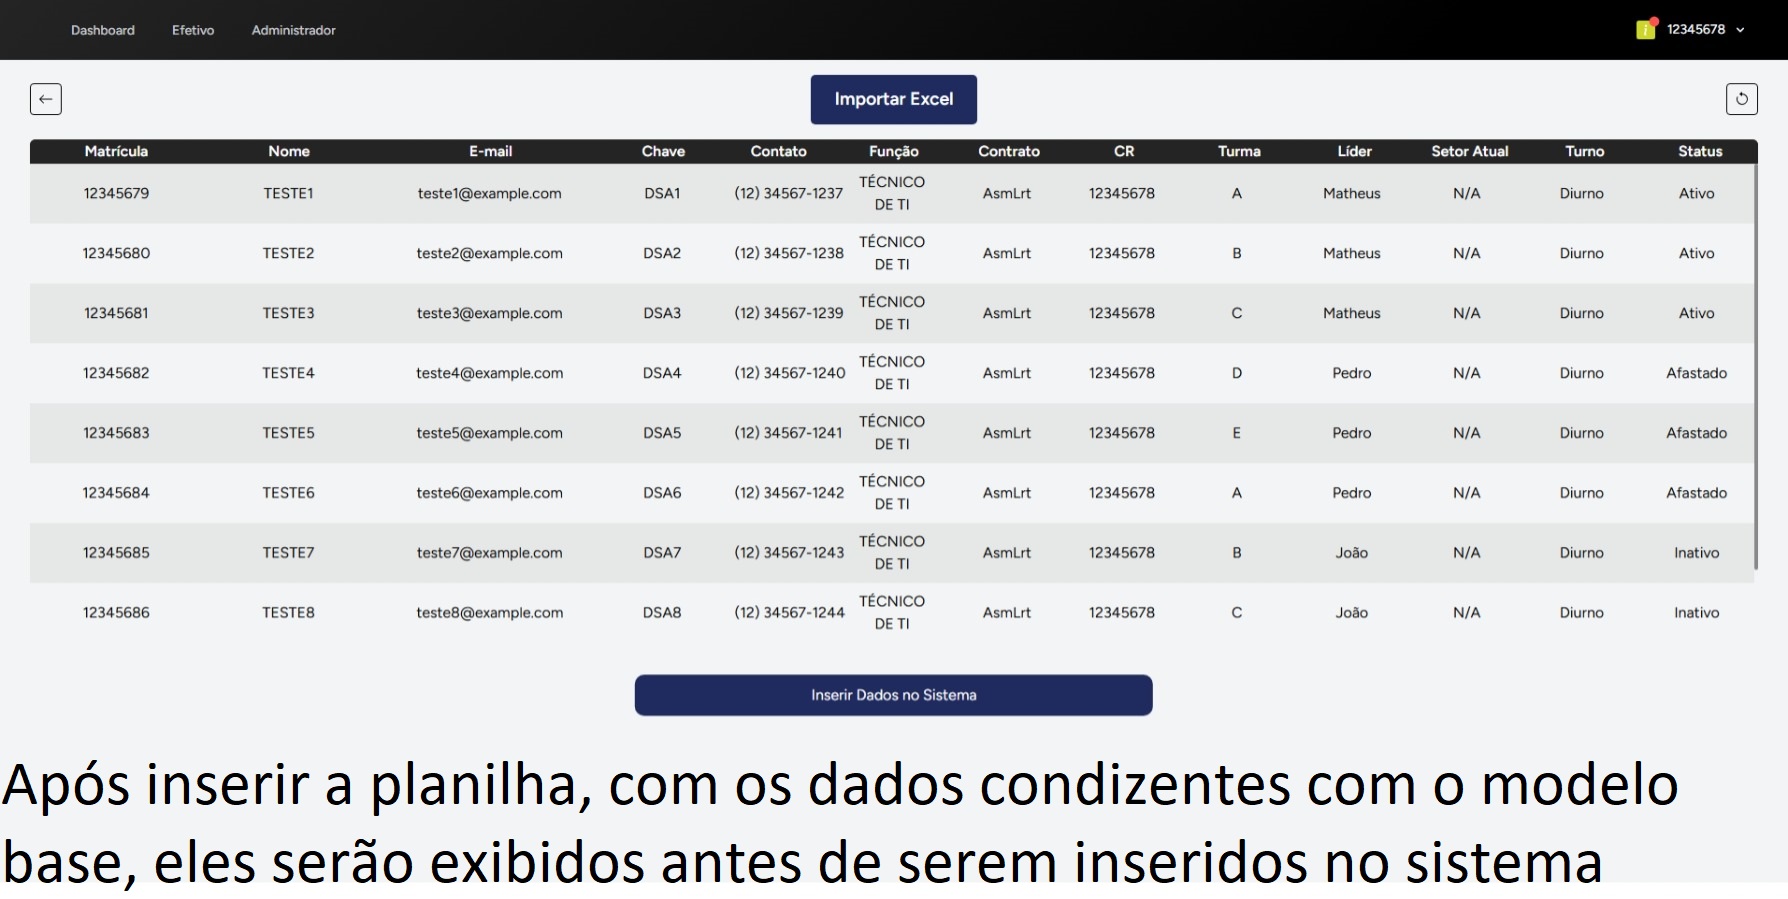 Dashboard Efetivo Administrador 12345678
Importar Excel
Matrícula Nome E-mail Chave Contato Função Contrato CR Turma Líder Setor Atual Turno Status
12345679 TESTE1 teste1@example.com DSA1 (12) 34567-1237 TÉCNICO DE TI AsmLrt 12345678 A Matheus N/A Diurno Ativo
12345680 TESTE2 teste2@example.com DSA2 (12) 34567-1238 TÉCNICO DE TI AsmLrt 12345678 B Matheus N/A Diurno Ativo
12345681 TESTE3 teste3@example.com DSA3 (12) 34567-1239 TÉCNICO DE TI AsmLrt 12345678 C Matheus N/A Diurno Ativo
12345682 TESTE4 teste4@example.com DSA4 (12) 34567-1240 TÉCNICO DE TI AsmLrt 12345678 D Pedro N/A Diurno Afastado
12345683 TESTE5 teste5@example.com DSA5 (12) 34567-1241 TÉCNICO DE TI AsmLrt 12345678 E Pedro N/A Diurno Afastado
12345684 TESTE6 teste6@example.com DSA6 (12) 34567-1242 TÉCNICO DE TI AsmLrt 12345678 A Pedro N/A Diurno Afastado
12345685 TESTE7 teste7@example.com DSA7 (12) 34567-1243 TÉCNICO DE TI AsmLrt 12345678 B João N/A Diurno Inativo
12345686 TESTE8 teste8@example.com DSA8 (12) 34567-1244 TÉCNICO DE TI AsmLrt 12345678 C João N/A Diurno Inativo
Inserir Dados no Sistema
Após inserir a planilha, com os dados condizentes com o modelo
base, eles serão exibidos antes de serem inseridos no sistema